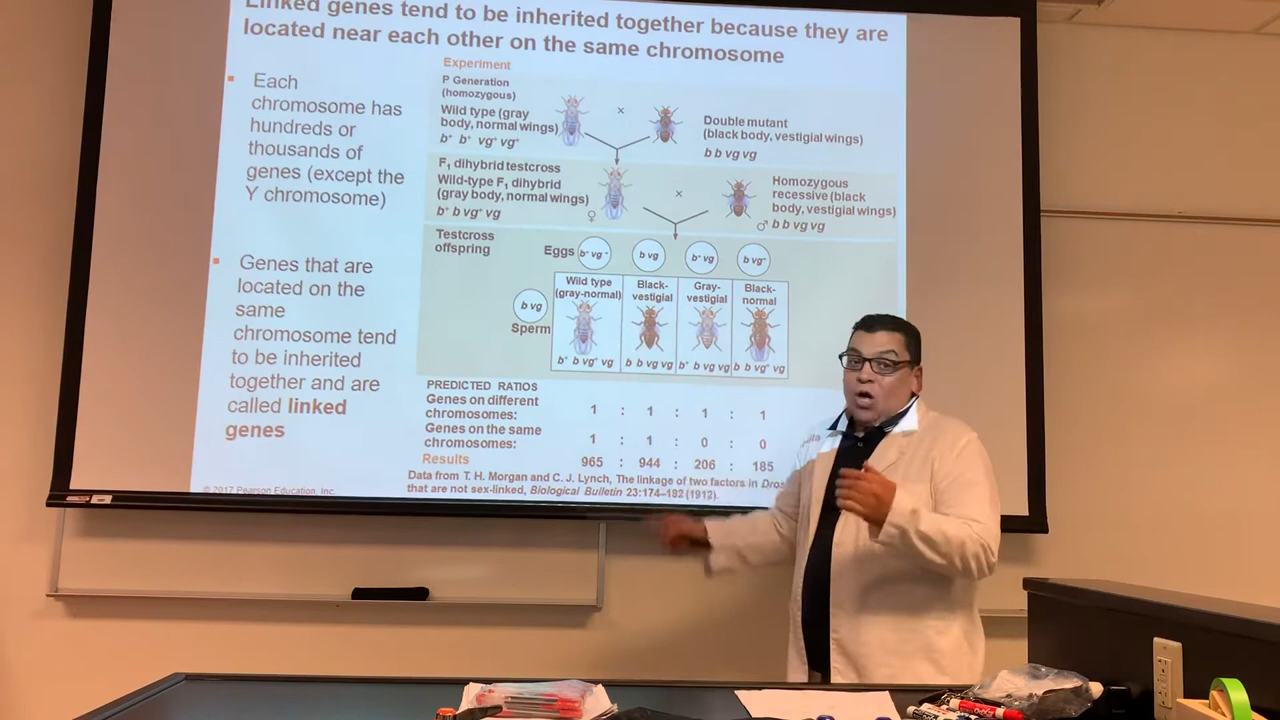 Linked genes tend to be inherited together because they are
located near each other on the same chromosome
Each
chromosome has
hundreds or
thousands of
genes (except the
Y chromosome)
Genes that are
located on the
same
chromosome tend
to be inherited
together and are
called linked
genes
Experiment
P Generation
(homozygous)
Wild type (gray
body, normal wings)
b⁺ b⁺ vg⁺ vg⁺
×
Double mutant
(black body, vestigial wings)
b b vg vg
F₁ dihybrid testcross
Wild-type F₁ dihybrid
(gray body, normal wings)
b⁺ b vg⁺ vg
♀
×
Homozygous
recessive (black
body, vestigial wings)
♂ b b vg vg
Testcross
offspring
Eggs b⁺ vg⁺ b vg b⁺ vg b vg⁺
b vg
Sperm
Wild type
(gray-normal)
Black-
vestigial
Gray-
vestigial
Black-
normal
b⁺ b vg⁺ vg b b vg vg b⁺ b vg vg b b vg⁺ vg
PREDICTED RATIOS
Genes on different
chromosomes: 1 : 1 : 1 : 1
Genes on the same
chromosomes: 1 : 1 : 0 : 0
Results 965 : 944 : 206 : 185
Data from T. H. Morgan and C. J. Lynch, The linkage of two factors in
that are not sex-linked, Biological Bulletin 23:174–182 (1912).
© 2017 Pearson Education, Inc.